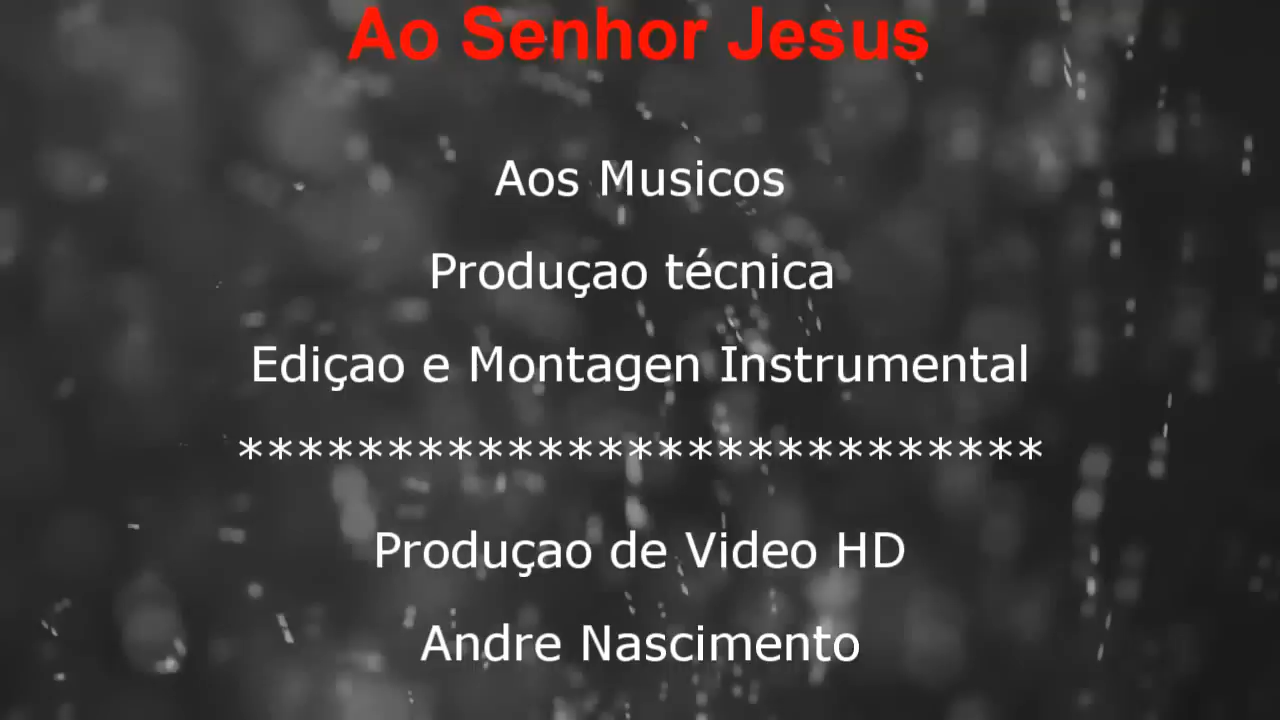 Ao Senhor Jesus
Aos Musicos
Produçao técnica
Ediçao e Montagen Instrumental
***************************
Produçao de Video HD
Andre Nascimento